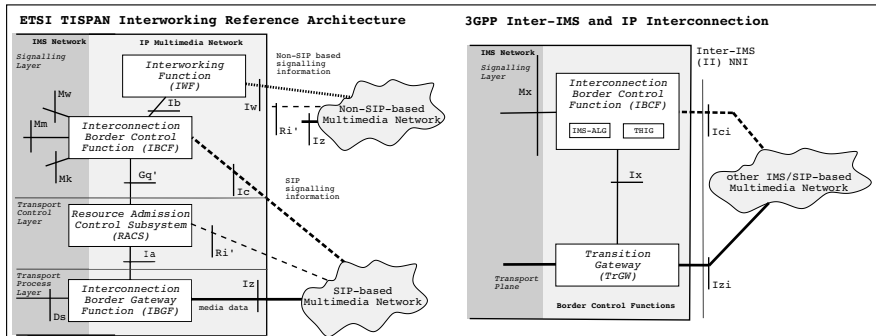 ETSI TISPAN Interworking Reference Architecture
IMS Network
IP Multimedia Network
Signalling
Layer
Interworking
Function
(IWF)
Non-SIP based
signalling
information
Mw
Ib
Iw
Non-SIP-based
Multimedia Network
Ri'
Iz
Mm
Interconnection
Border Control
Function (IBCF)
Mk
Gq'
Ic
SIP
signalling
information
Transport
Control
Layer
Resource Admission
Control Subsystem
(RACS)
Ri'
Ia
Transport
Process
Layer
Interconnection
Border Gateway
Function (IBGF)
Ds
Iz
media data
SIP-based
Multimedia Network
3GPP Inter-IMS and IP Interconnection
IMS Network
Inter-IMS
(II) NNI
Signalling
Layer
Mx
Interconnection
Border Control
Function (IBCF)
IMS-ALG
THIG
Ici
Ix
other IMS/SIP-based
Multimedia Network
Transition
Gateway
(TrGW)
Transport
Plane
Izi
Border Control Functions